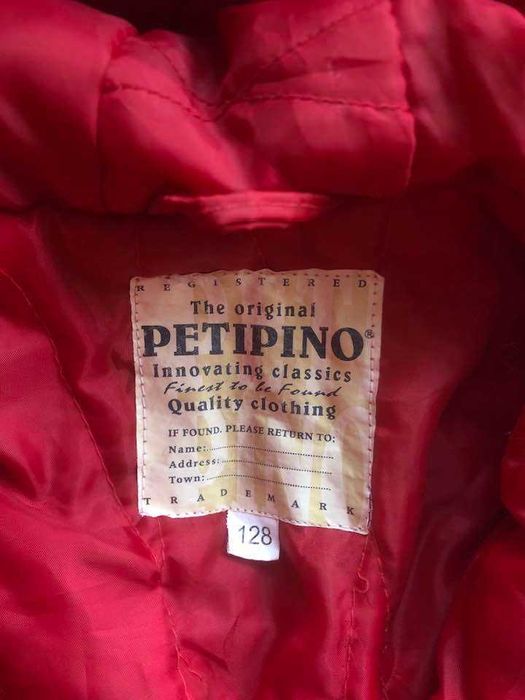 REGISTERED
The original
PETIPINO®
Innovating classics
Finest to be Found
Quality clothing
IF FOUND, PLEASE RETURN TO:
Name:
Address:
Town:
TRADEMARK
128